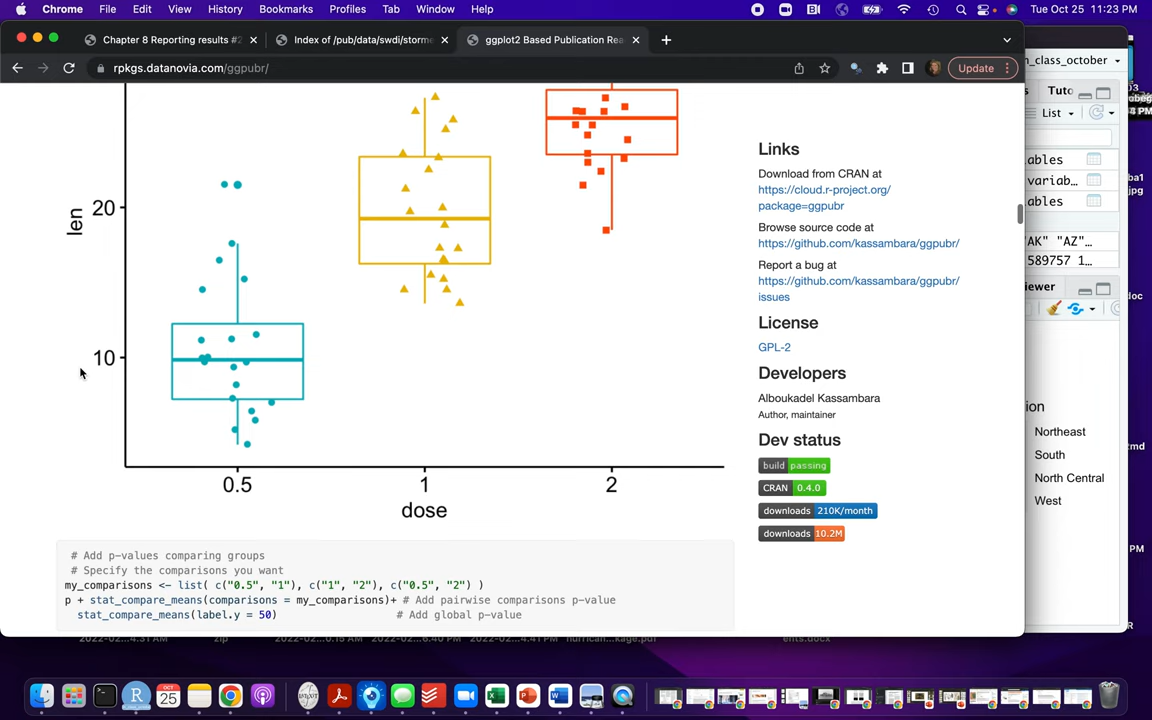 Chrome File Edit View History Bookmarks Profiles Tab Window Help Tue Oct 25 11:23 PM
Chapter 8 Reporting results #2
Index of /pub/data/swdi/storme
ggplot2 Based Publication Rea
rpkgs.datanovia.com/ggpubr/
Update
n_class_october
Tuto
List
ables
variab...
ables
"AK" "AZ"...
589757 1...
iewer
ion
Northeast
South
North Central
West
len
20
10
0.5 1 2
dose
Links
Download from CRAN at
https://cloud.r-project.org/
package=ggpubr
Browse source code at
https://github.com/kassambara/ggpubr/
Report a bug at
https://github.com/kassambara/ggpubr/
issues
License
GPL-2
Developers
Alboukadel Kassambara
Author, maintainer
Dev status
build passing
CRAN 0.4.0
downloads 210K/month
downloads 10.2M
# Add p-values comparing groups
# Specify the comparisons you want
my_comparisons <- list( c("0.5", "1"), c("1", "2"), c("0.5", "2") )
p + stat_compare_means(comparisons = my_comparisons)+ # Add pairwise comparisons p-value
stat_compare_means(label.y = 50) # Add global p-value
OCT
25